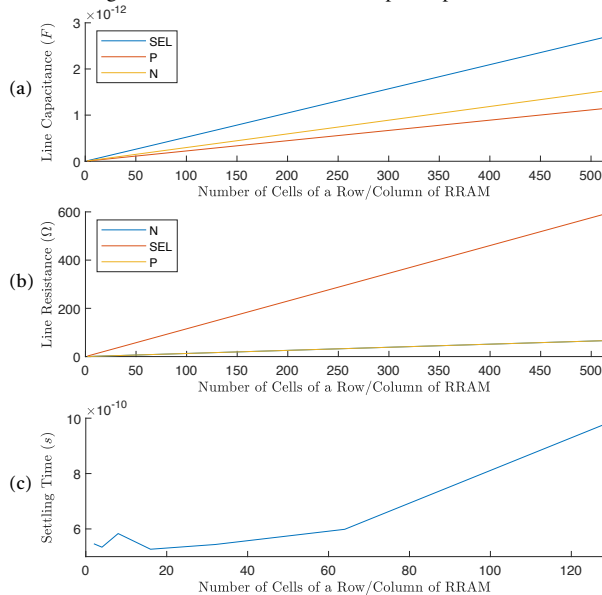 ×10^-12
3
2
1
0
Line Capacitance (F)
(a)
SEL
P
N
0 50 100 150 200 250 300 350 400 450 500
Number of Cells of a Row/Column of RRAM
600
400
200
0
Line Resistance (Ω)
(b)
N
SEL
P
0 50 100 150 200 250 300 350 400 450 500
Number of Cells of a Row/Column of RRAM
×10^-10
10
8
6
Settling Time (s)
(c)
0 20 40 60 80 100 120
Number of Cells of a Row/Column of RRAM